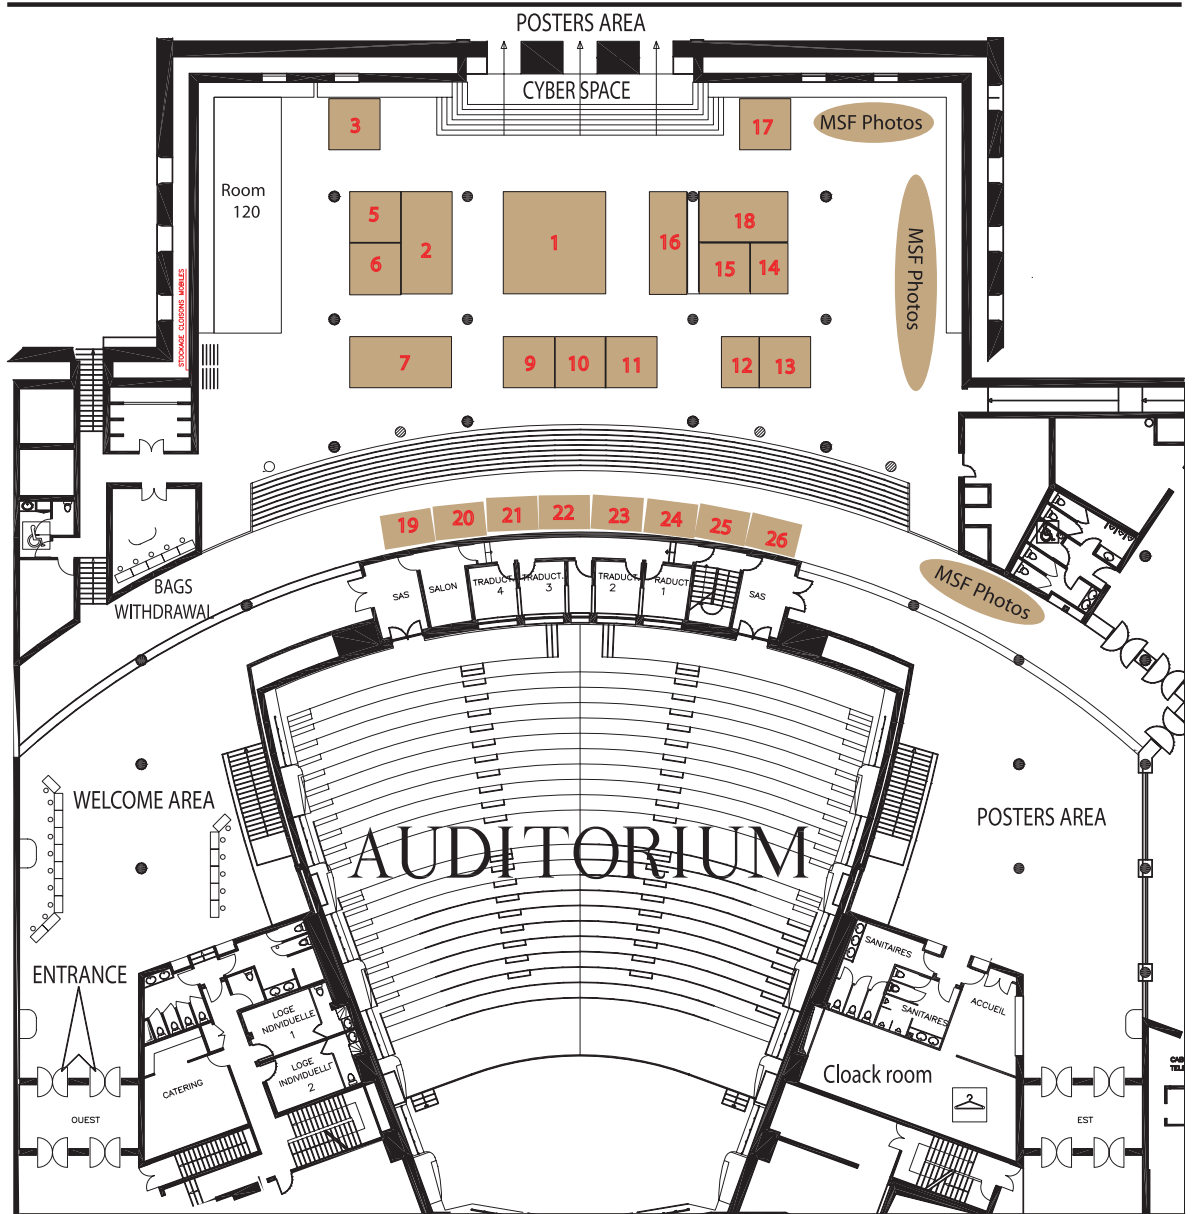 POSTERS AREA
CYBER SPACE
3
17
MSF Photos
Room
120
5
2
1
16
18
6
15
14
MSF Photos
STOCKAGE CLOISONS MOBILES
7
9
10
11
12
13
19
20
21
22
23
24
25
26
BAGS
WITHDRAWAL
SAS
SALON
TRADUCT.
4
TRADUCT.
3
TRADUCT.
2
TRADUCT.
1
SAS
MSF Photos
WELCOME AREA
AUDITORIUM
POSTERS AREA
ENTRANCE
LOGE
INDIVIDUELLE
1
LOGE
INDIVIDUELLE
2
CATERING
OUEST
SANITAIRES
SANITAIRES
ACCUEIL
Cloack room
EST